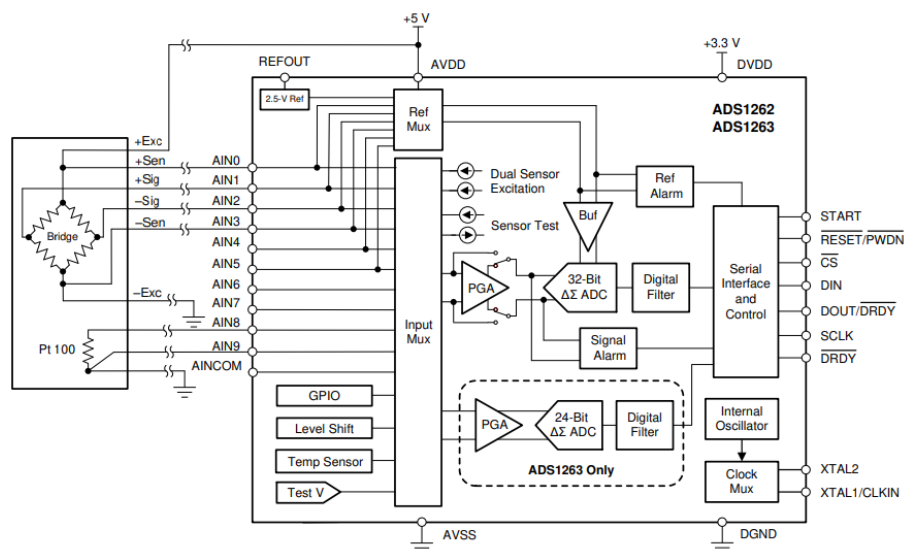 +5 V
+3.3 V
REFOUT
AVDD
DVDD
2.5-V Ref
Ref
Mux
ADS1262
ADS1263
+Exc
+Sen
AIN0
+Sig
AIN1
–Sig
AIN2
–Sen
AIN3
Bridge
AIN4
AIN5
AIN6
–Exc
AIN7
AIN8
Pt 100
AIN9
AINCOM
Dual Sensor
Excitation
Sensor Test
Input
Mux
PGA
Buf
32-Bit
ΔΣ ADC
Digital
Filter
Ref
Alarm
Signal
Alarm
Serial
Interface
and
Control
START
RESET/PWDN
CS
DIN
DOUT/DRDY
SCLK
DRDY
GPIO
Level Shift
Temp Sensor
Test V
PGA
24-Bit
ΔΣ ADC
Digital
Filter
ADS1263 Only
Internal
Oscillator
Clock
Mux
XTAL2
XTAL1/CLKIN
AVSS
DGND